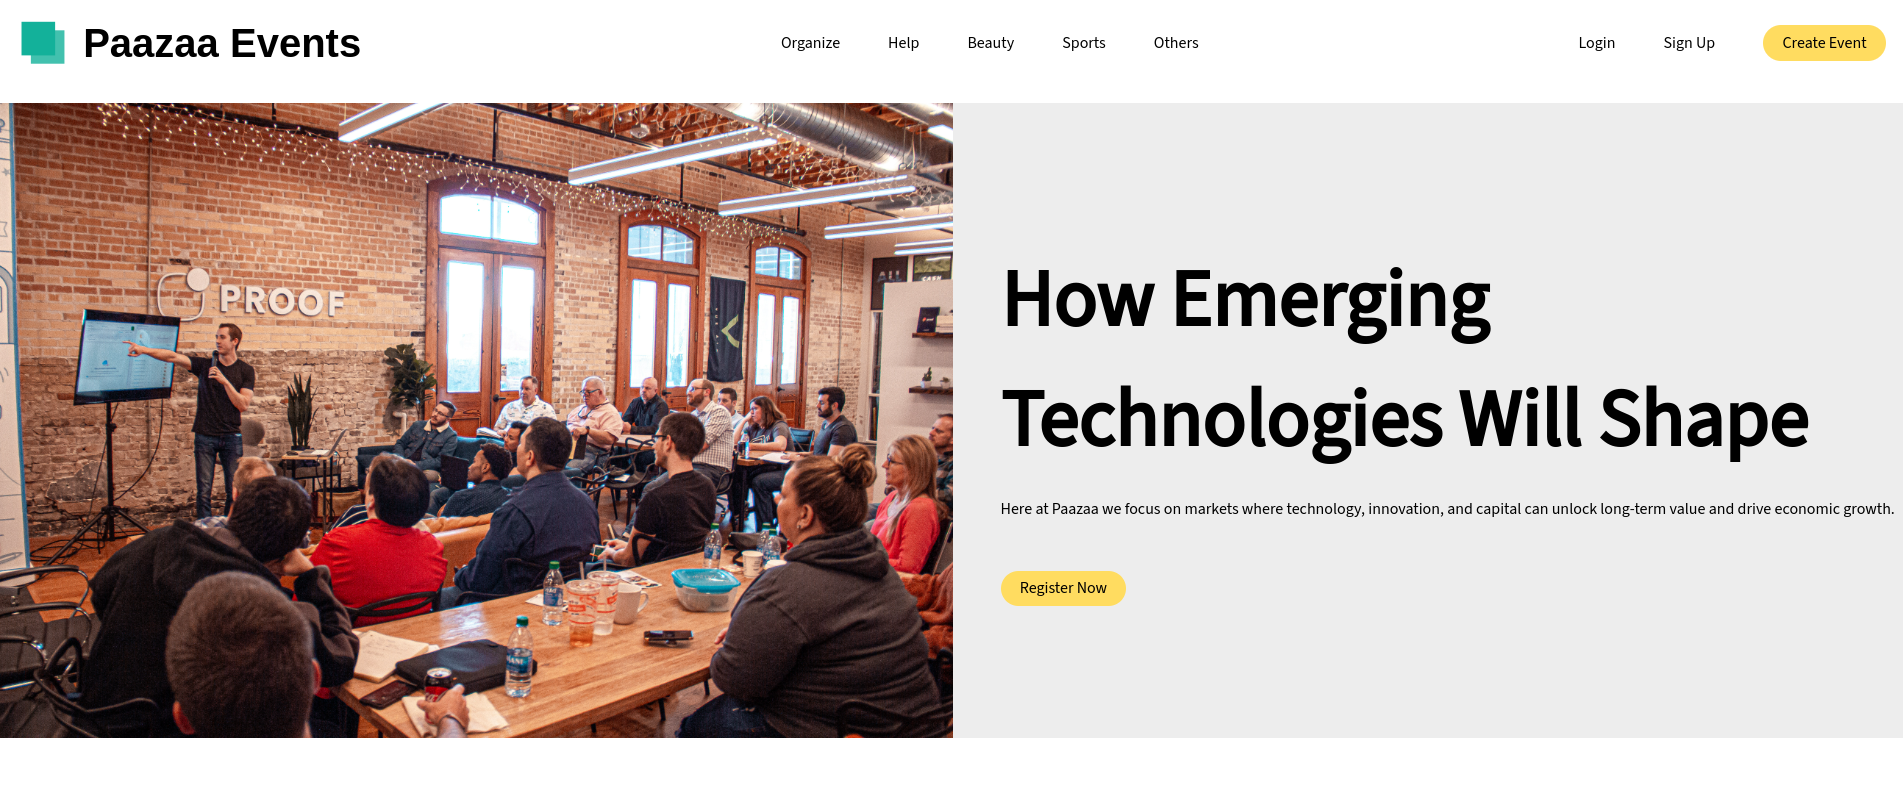 Paazaa Events
Organize
Help
Beauty
Sports
Others
Login
Sign Up
Create Event
PROOF
How Emerging
Technologies Will Shape
Here at Paazaa we focus on markets where technology, innovation, and capital can unlock long-term value and drive economic growth.
Register Now